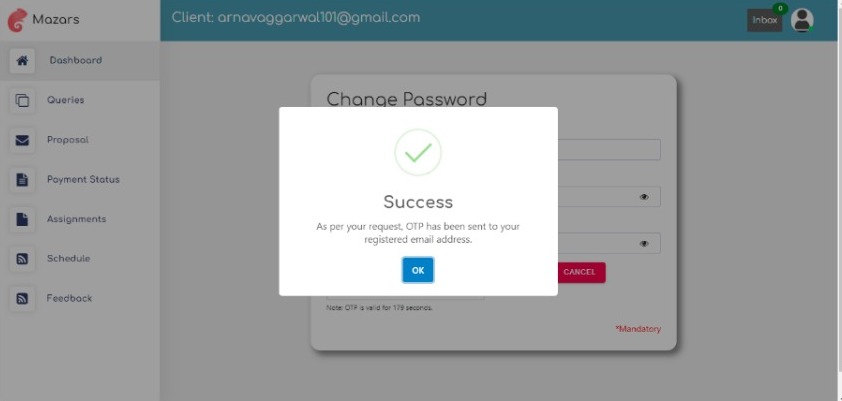 Mazars
Client: arnavaggarwal101@gmail.com
Inbox
0
Dashboard
Queries
Proposal
Payment Status
Assignments
Schedule
Feedback
Change Password
Success
As per your request, OTP has been sent to your
registered email address.
OK
CANCEL
Note: OTP is valid for 179 seconds.
*Mandatory